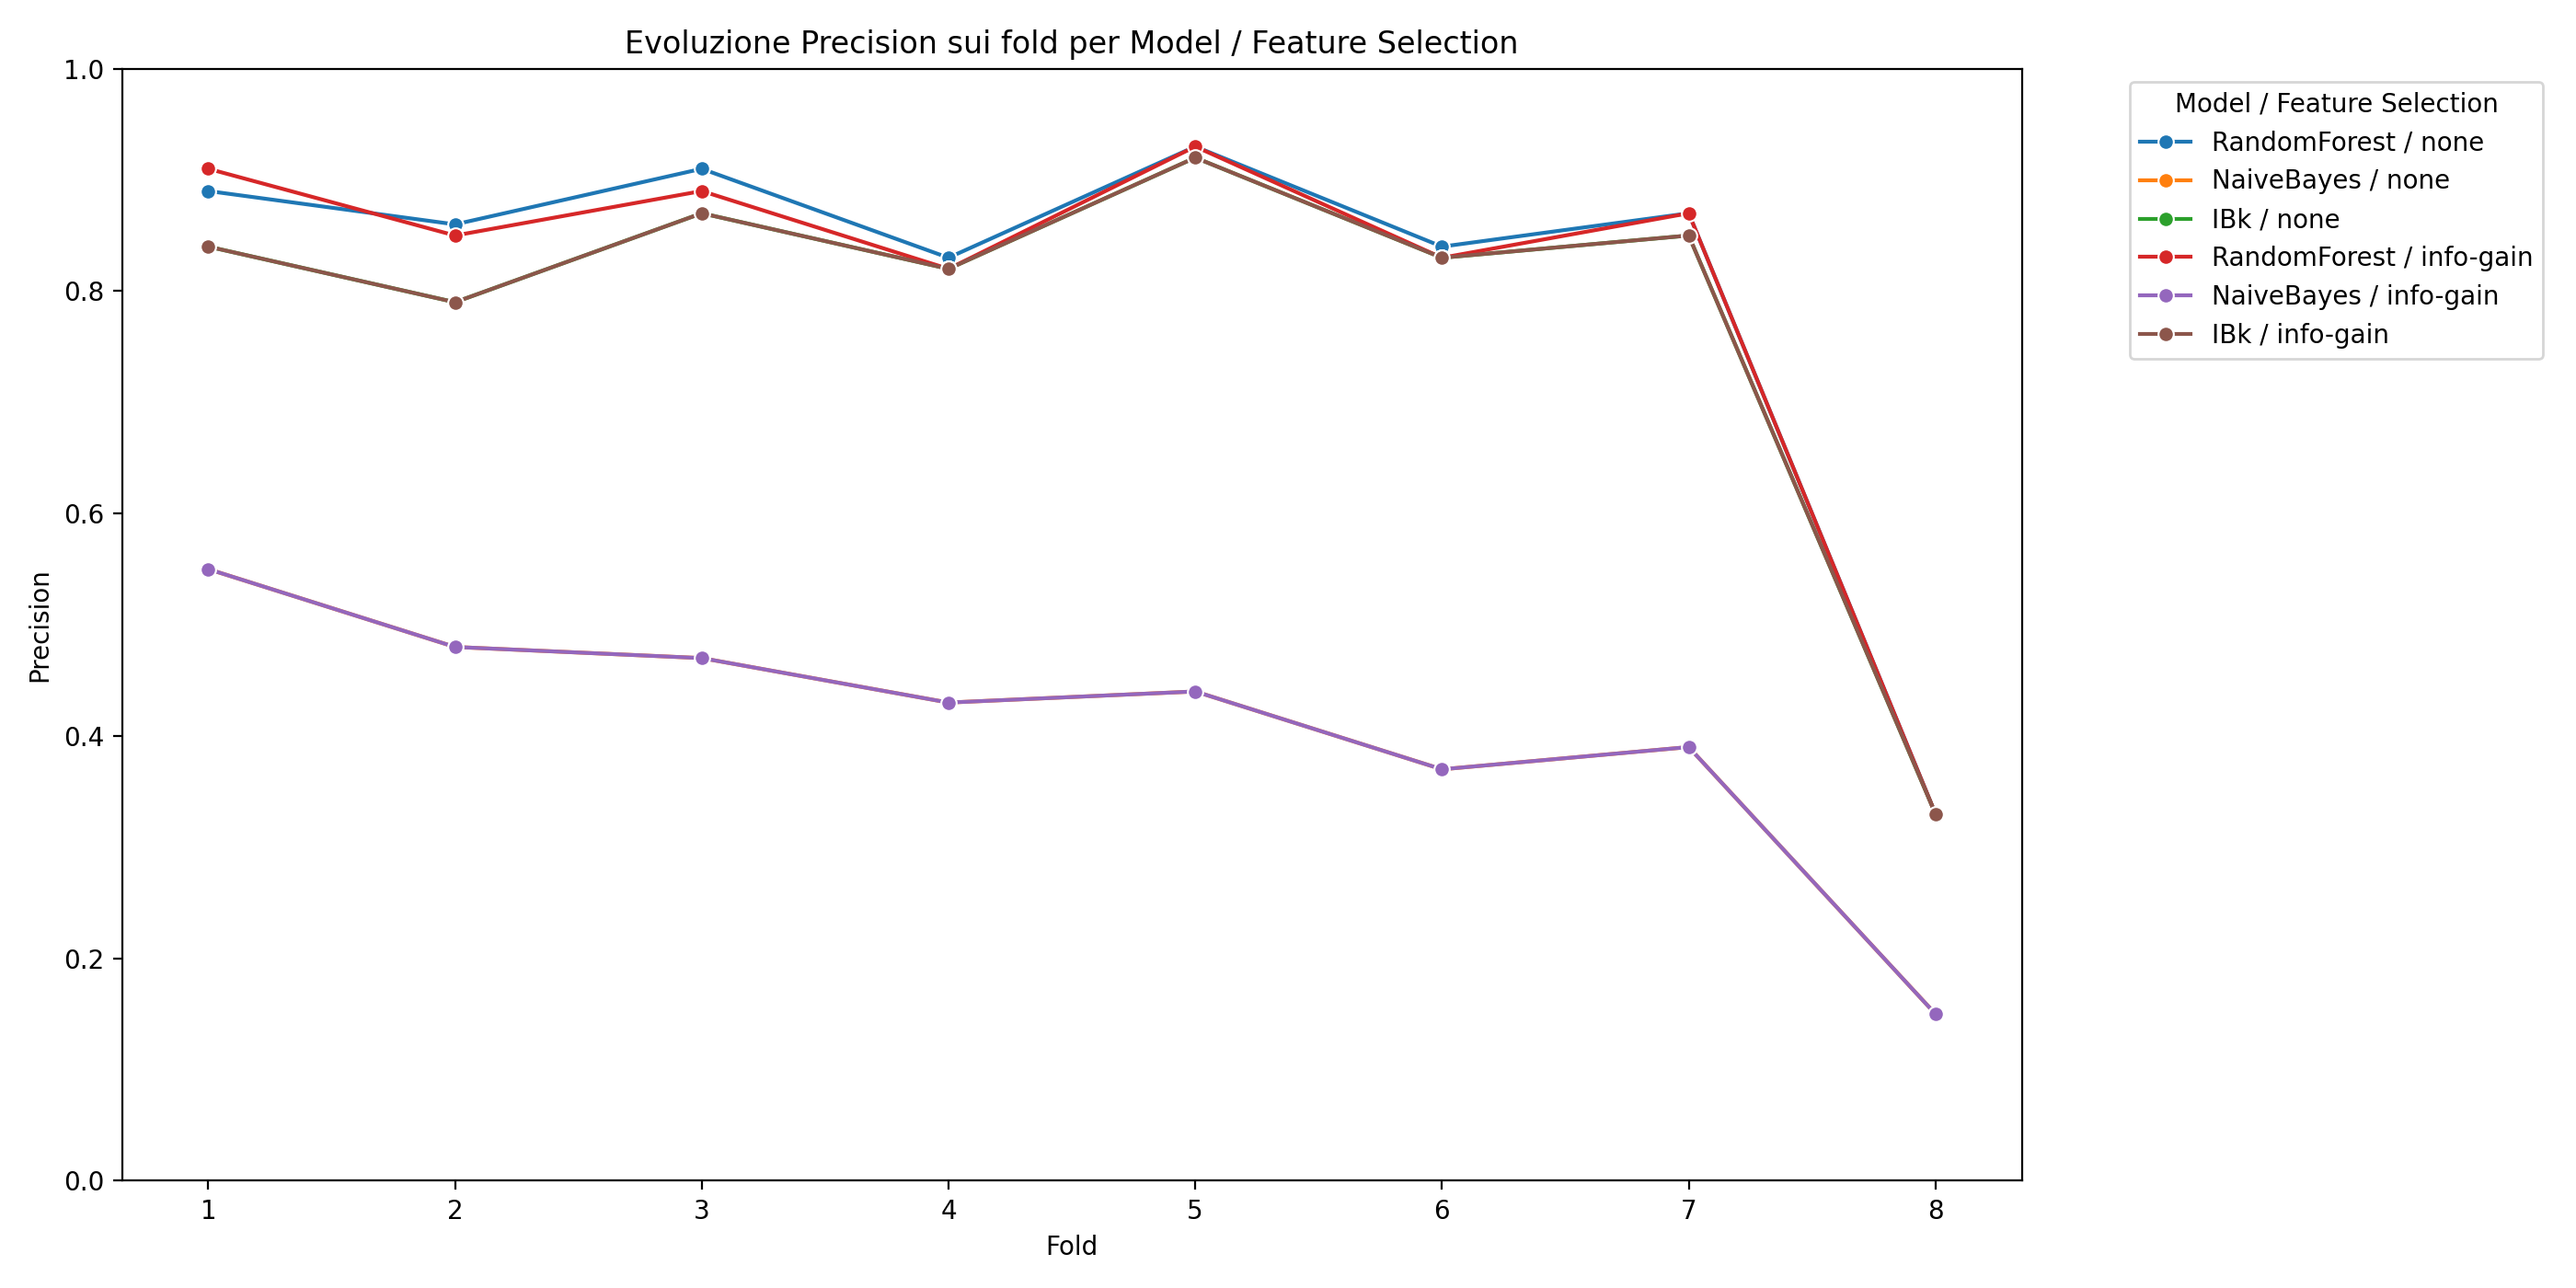 Evoluzione Precision sui fold per Model / Feature Selection
Precision
1.0
0.8
0.6
0.4
0.2
0.0
1 2 3 4 5 6 7 8
Fold
Model / Feature Selection
RandomForest / none
NaiveBayes / none
IBk / none
RandomForest / info-gain
NaiveBayes / info-gain
IBk / info-gain